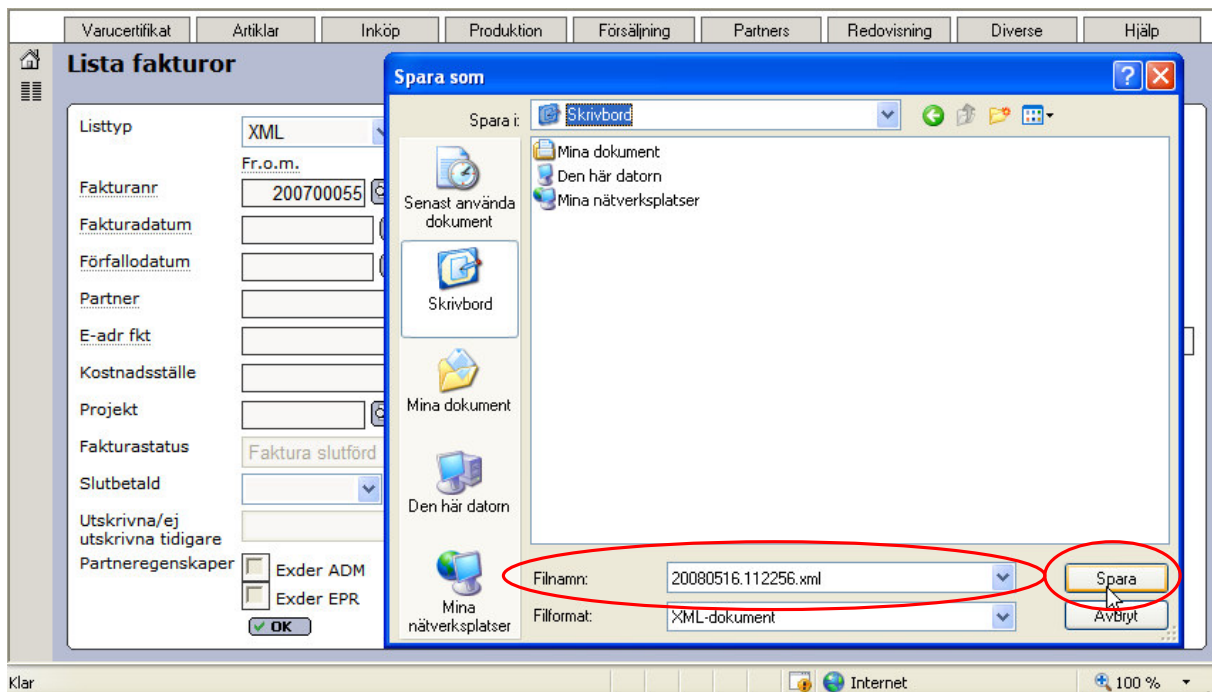 Varucertifikat Artiklar Inköp Produktion Försäljning Partners Redovisning Diverse Hjälp
Lista fakturor
Listtyp XML
Fr.o.m.
Fakturanr 200700055
Fakturadatum
Förfallodatum
Partner
E-adr fkt
Kostnadsställe
Projekt
Fakturastatus Faktura slutförd
Slutbetald
Utskrivna/ej
utskrivna tidigare
Partneregenskaper Exder ADM
Exder EPR
OK
Spara som
Spara i: Skrivbord
Senast använda
dokument
Skrivbord
Mina dokument
Den här datorn
Mina
nätverksplatser
Mina dokument
Den här datorn
Mina nätverksplatser
Filnamn: 20080516.112256.xml Spara
Filformat: XML-dokument Avbryt
Klar Internet 100 %